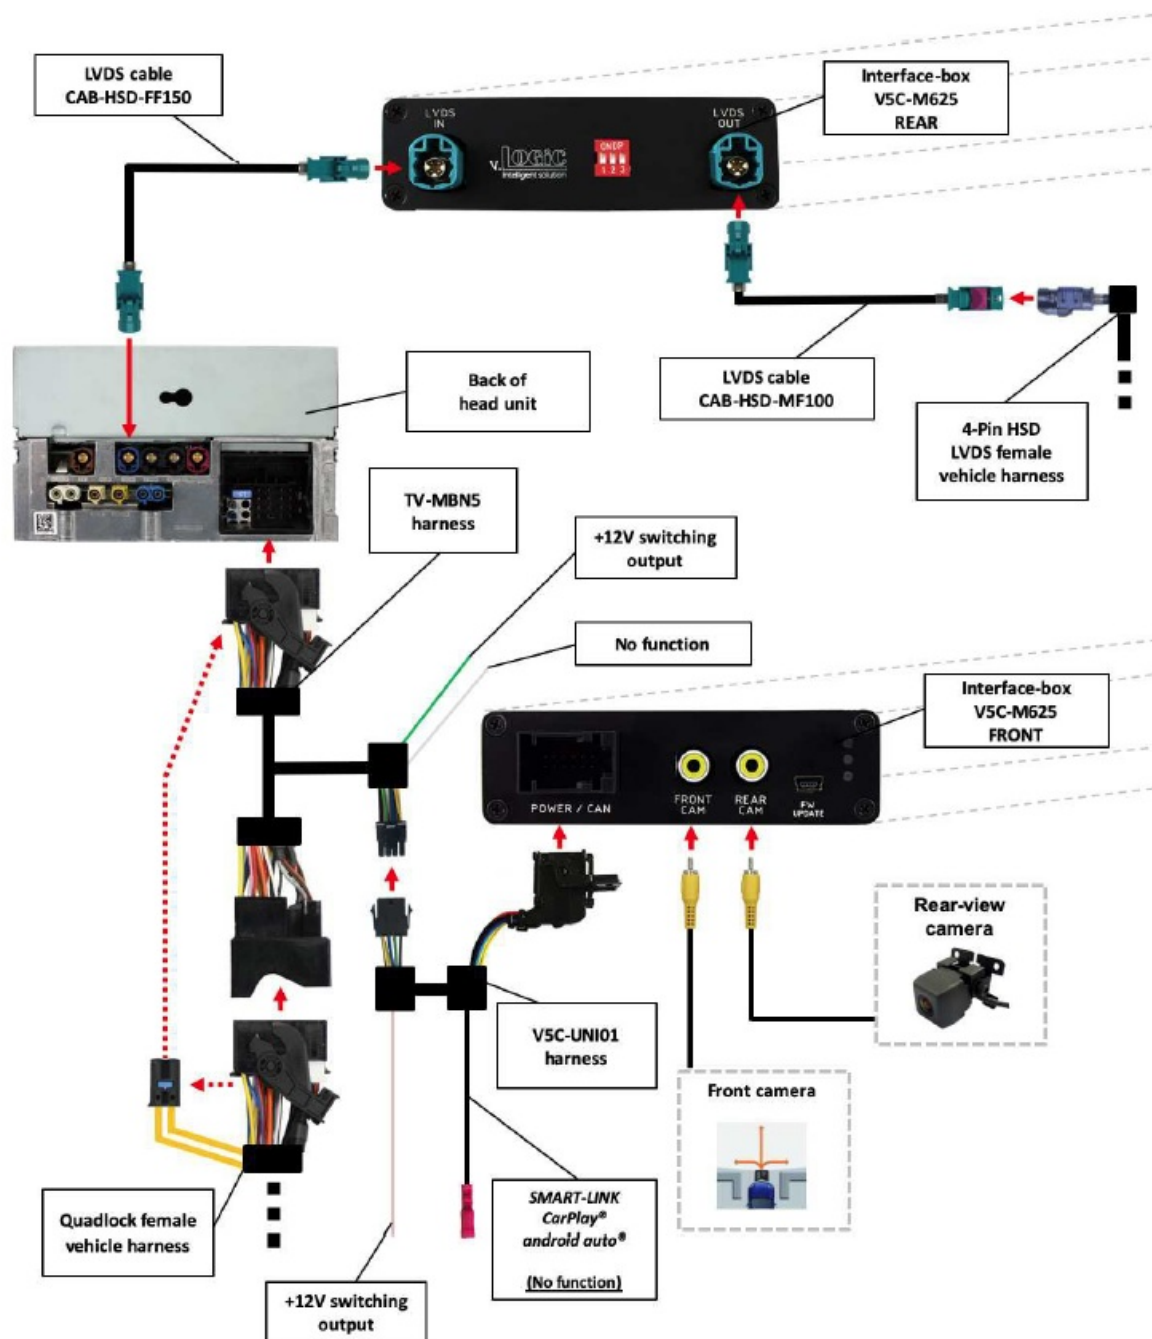 LVDS cable
CAB-HSD-FF150
LVDS
IN
v.LOGiC
intelligent solution
ONDP
1 2 3
LVDS
OUT
Interface-box
V5C-M625
REAR
Back of
head unit
LVDS cable
CAB-HSD-MF100
4-Pin HSD
LVDS female
vehicle harness
TV-MBN5
harness
+12V switching
output
No function
Interface-box
V5C-M625
FRONT
POWER / CAN
FRONT
CAM
REAR
CAM
FW
UPDATE
Rear-view
camera
V5C-UNI01
harness
Front camera
Quadlock female
vehicle harness
SMART-LINK
CarPlay®
android auto®
(No function)
+12V switching
output